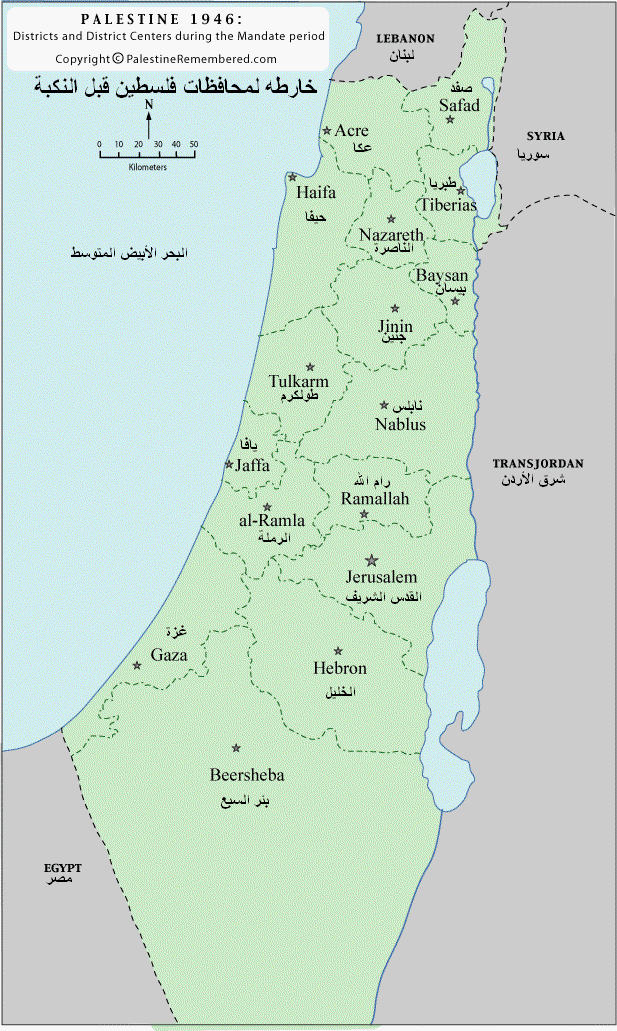 PALESTINE 1946:
Districts and District Centers during the Mandate period
Copyright © PalestineRemembered.com
خارطه لمحافظات فلسطين قبل النكبة
N
0 10 20 30 40 50
Kilometers
LEBANON
لبنان
صفد
Safad
Acre
عكا
SYRIA
سوريا
Haifa
حيفا
طبريا
Tiberias
Nazareth
الناصرة
البحر الأبيض المتوسط
Baysan
بيسان
Jinin
جنين
Tulkarm
طولكرم
نابلس
Nablus
يافا
Jaffa
TRANSJORDAN
شرق الأردن
رام الله
Ramallah
al-Ramla
الرملة
Jerusalem
القدس الشريف
غزة
Gaza
Hebron
الخليل
Beersheba
بئر السبع
EGYPT
مصر